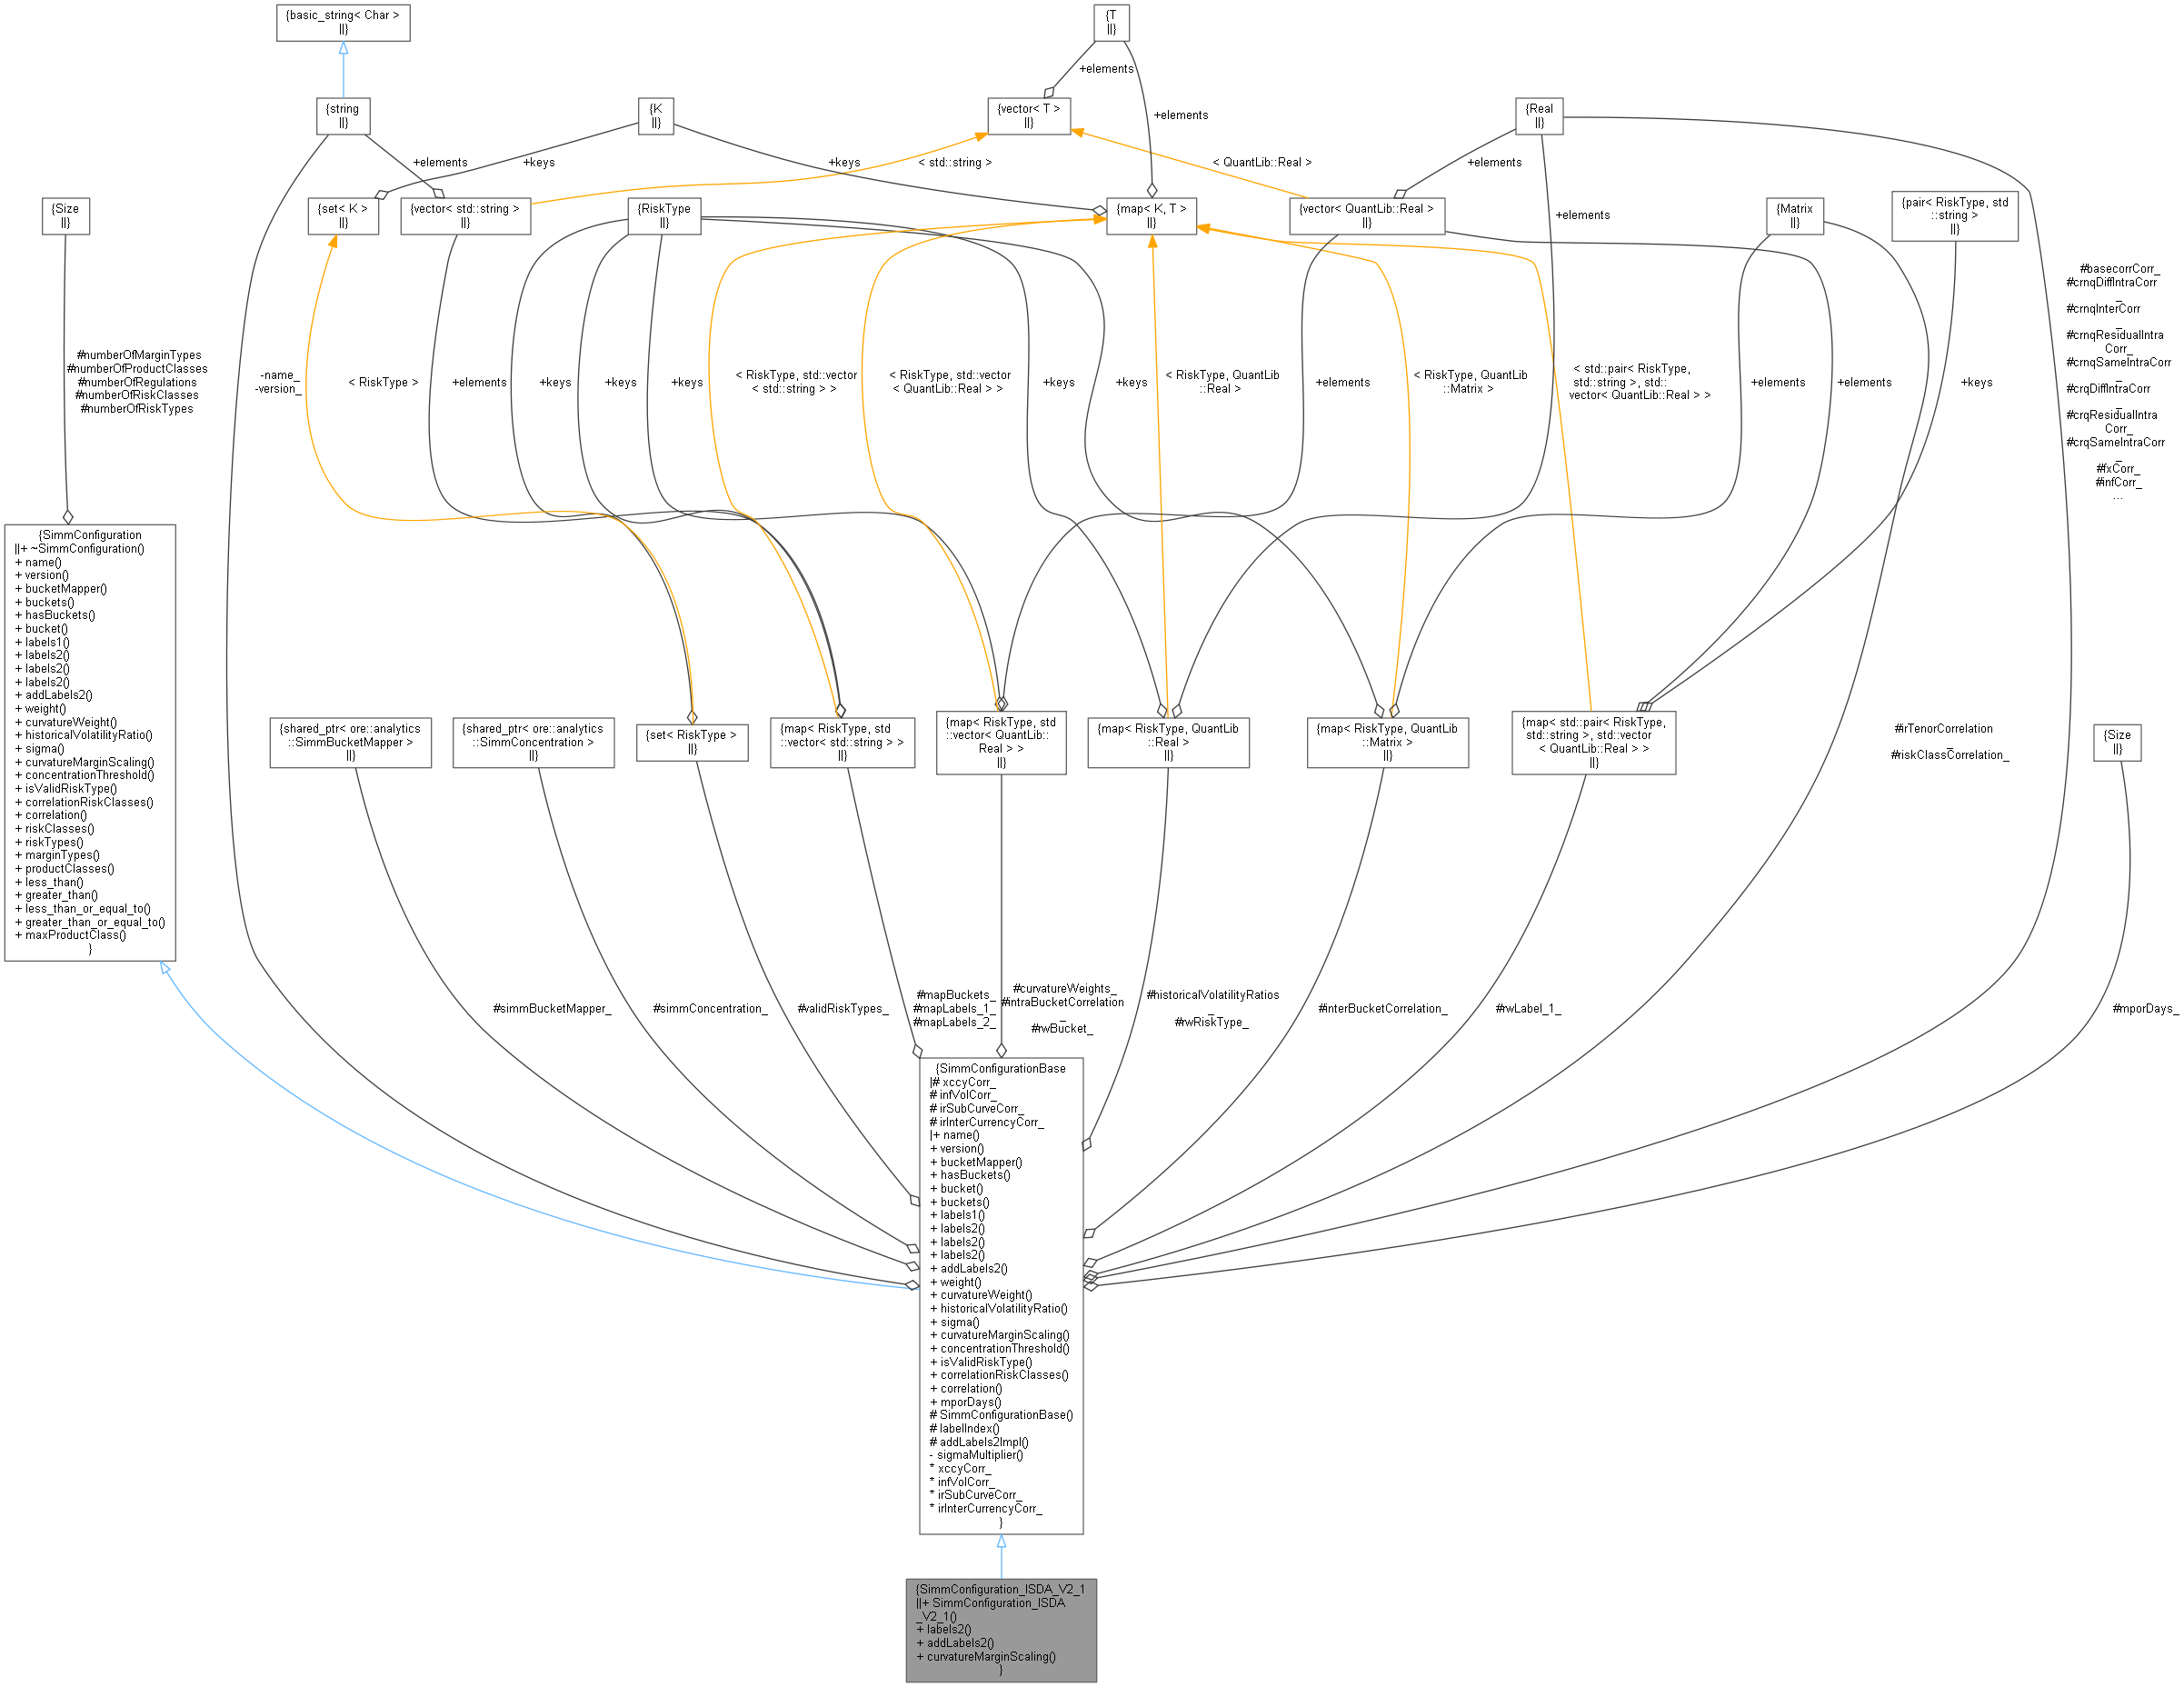 {basic_string< Char >
||}
{T
||}
+elements
{string
||}
{K
||}
{vector< T >
||}
{Real
||}
+elements
+elements
+keys
+keys
< std::string >
< QuantLib::Real >
+elements
{Size
||}
{set< K >
||}
{vector< std::string >
||}
{RiskType
||}
{map< K, T >
||}
{vector< QuantLib::Real >
||}
+elements
{Matrix
||}
{pair< RiskType, std
::string >
||}
#numberOfMarginTypes
#numberOfProductClasses
#numberOfRegulations
#numberOfRiskClasses
#numberOfRiskTypes
-name_
-version_
< RiskType >
+elements
+keys
+keys
+keys
< RiskType, std::vector
< std::string > >
< RiskType, std::vector
< QuantLib::Real > >
+keys
+keys
< RiskType, QuantLib
::Real >
+elements
< RiskType, QuantLib
::Matrix >
< std::pair< RiskType,
std::string >, std::
vector< QuantLib::Real > >
+elements
+elements
+keys
#basecorrCorr_
#crnqDiffIntraCorr
_
#crnqInterCorr
_
#crnqResidualIntra
Corr_
#crnqSameIntraCorr
_
#crqDiffIntraCorr
_
#crqResidualIntra
Corr_
#crqSameIntraCorr
_
#fxCorr_
#infCorr_
...
{SimmConfiguration
||+ ~SimmConfiguration()
+ name()
+ version()
+ bucketMapper()
+ buckets()
+ hasBuckets()
+ bucket()
+ labels1()
+ labels2()
+ labels2()
+ labels2()
+ addLabels2()
+ weight()
+ curvatureWeight()
+ historicalVolatilityRatio()
+ sigma()
+ curvatureMarginScaling()
+ concentrationThreshold()
+ isValidRiskType()
+ correlationRiskClasses()
+ correlation()
+ riskClasses()
+ riskTypes()
+ marginTypes()
+ productClasses()
+ less_than()
+ greater_than()
+ less_than_or_equal_to()
+ greater_than_or_equal_to()
+ maxProductClass()
}
{shared_ptr< ore::analytics
::SimmBucketMapper >
||}
{shared_ptr< ore::analytics
::SimmConcentration >
||}
{set< RiskType >
||}
{map< RiskType, std
::vector< std::string > >
||}
{map< RiskType, std
::vector< QuantLib::
Real > >
||}
{map< RiskType, QuantLib
::Real >
||}
{map< RiskType, QuantLib
::Matrix >
||}
{map< std::pair< RiskType,
std::string >, std::vector
< QuantLib::Real > >
||}
#irTenorCorrelation
_
#riskClassCorrelation_
{Size
||}
#simmBucketMapper_
#simmConcentration_
#validRiskTypes_
#mapBuckets_
#mapLabels_1_
#mapLabels_2_
#curvatureWeights_
#intraBucketCorrelation
_
#rwBucket_
#historicalVolatilityRatios
_
#rwRiskType_
#interBucketCorrelation_
#rwLabel_1_
#mporDays_
{SimmConfigurationBase
|# xccyCorr_
# infVolCorr_
# irSubCurveCorr_
# irInterCurrencyCorr_
|+ name()
+ version()
+ bucketMapper()
+ hasBuckets()
+ bucket()
+ buckets()
+ labels1()
+ labels2()
+ labels2()
+ labels2()
+ addLabels2()
+ weight()
+ curvatureWeight()
+ historicalVolatilityRatio()
+ sigma()
+ curvatureMarginScaling()
+ concentrationThreshold()
+ isValidRiskType()
+ correlationRiskClasses()
+ correlation()
+ mporDays()
# SimmConfigurationBase()
# labelIndex()
# addLabels2Impl()
- sigmaMultiplier()
* xccyCorr_
* infVolCorr_
* irSubCurveCorr_
* irInterCurrencyCorr_
}
{SimmConfiguration_ISDA_V2_1
||+ SimmConfiguration_ISDA
_V2_1()
+ labels2()
+ addLabels2()
+ curvatureMarginScaling()
}